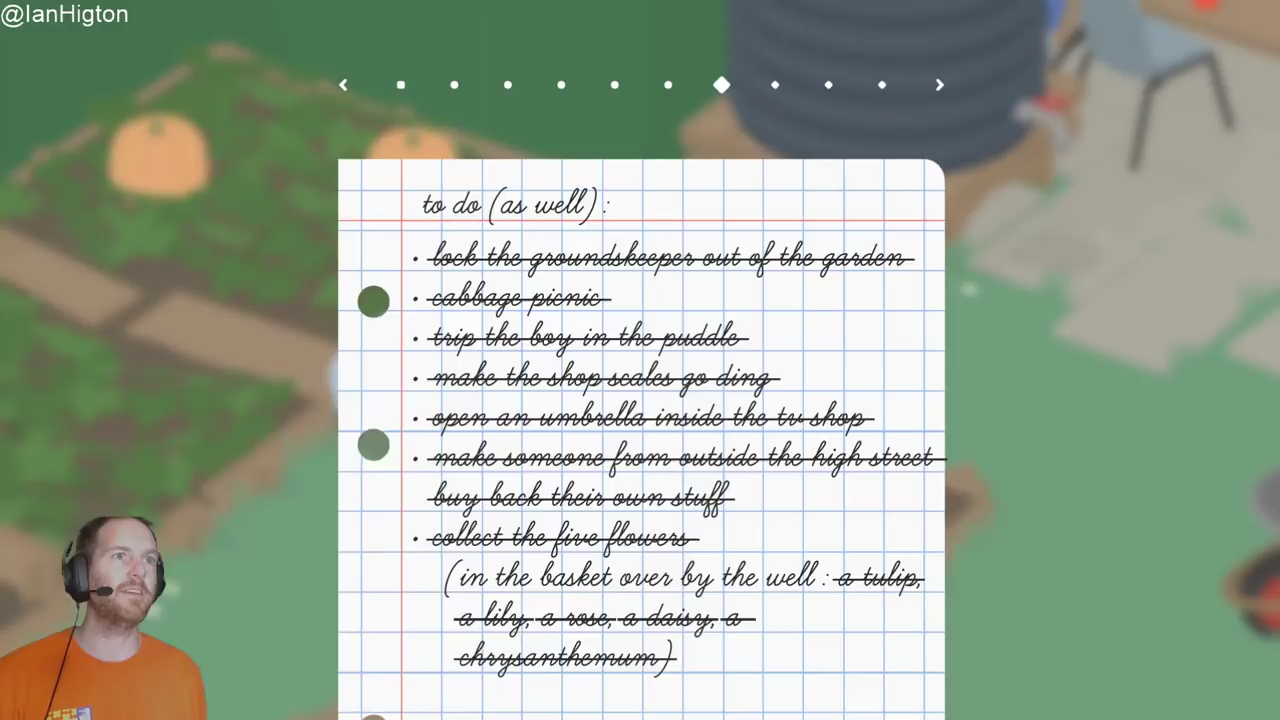 @IanHigton
to do (as well) :
• lock the groundskeeper out of the garden
• cabbage picnic
• trip the boy in the puddle
• make the shop scales go ding
• open an umbrella inside the tv shop
• make someone from outside the high street
buy back their own stuff
• collect the five flowers
(in the basket over by the well : a tulip,
a lily, a rose, a daisy, a
chrysanthemum)